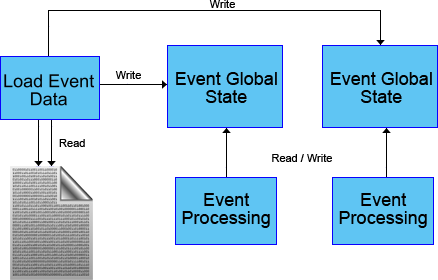 Write
Load Event
Data
Write
Event Global
State
Event Global
State
Read
Read / Write
Event
Processing
Event
Processing